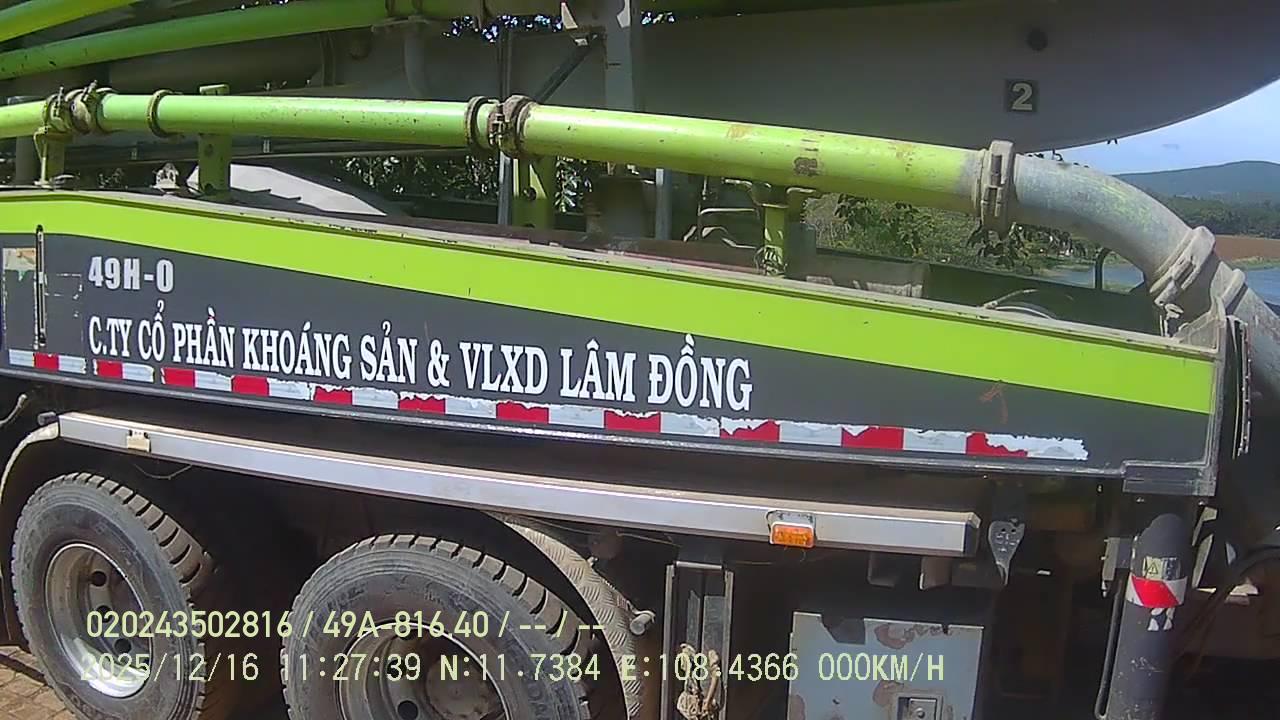 2
49H-0
C.TY CỔ PHẦN KHOÁNG SẢN & VLXD LÂM ĐỒNG
020243502816 / 49A-816.40 / -- / --
2025/12/16 11:27:39 N:11.7384 E:108.4366 000KM/H